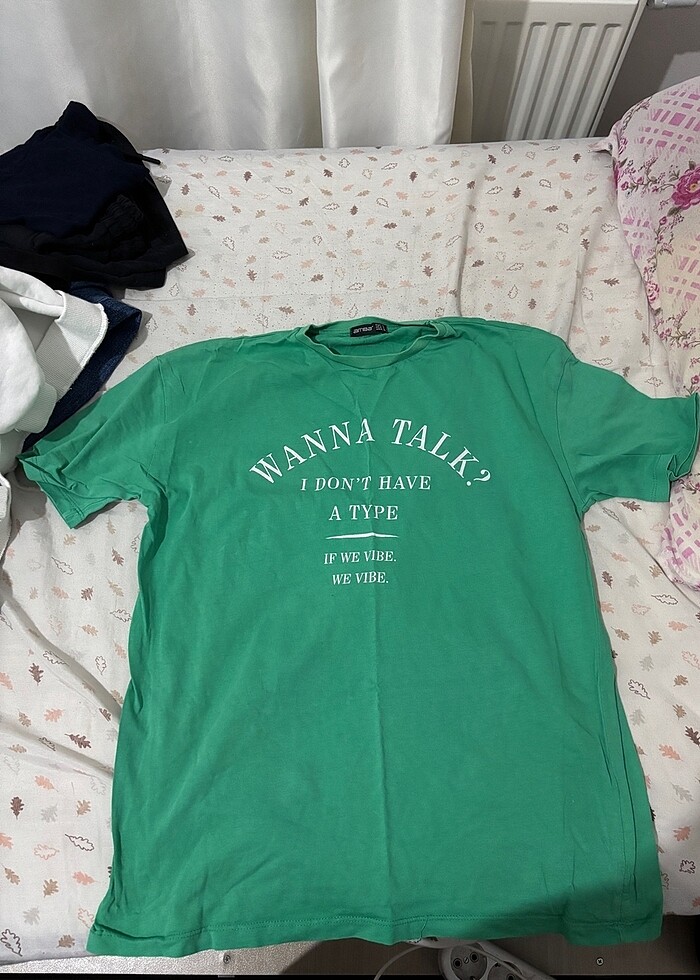 WANNA TALK?
I DON'T HAVE
A TYPE
IF WE VIBE.
WE VIBE.